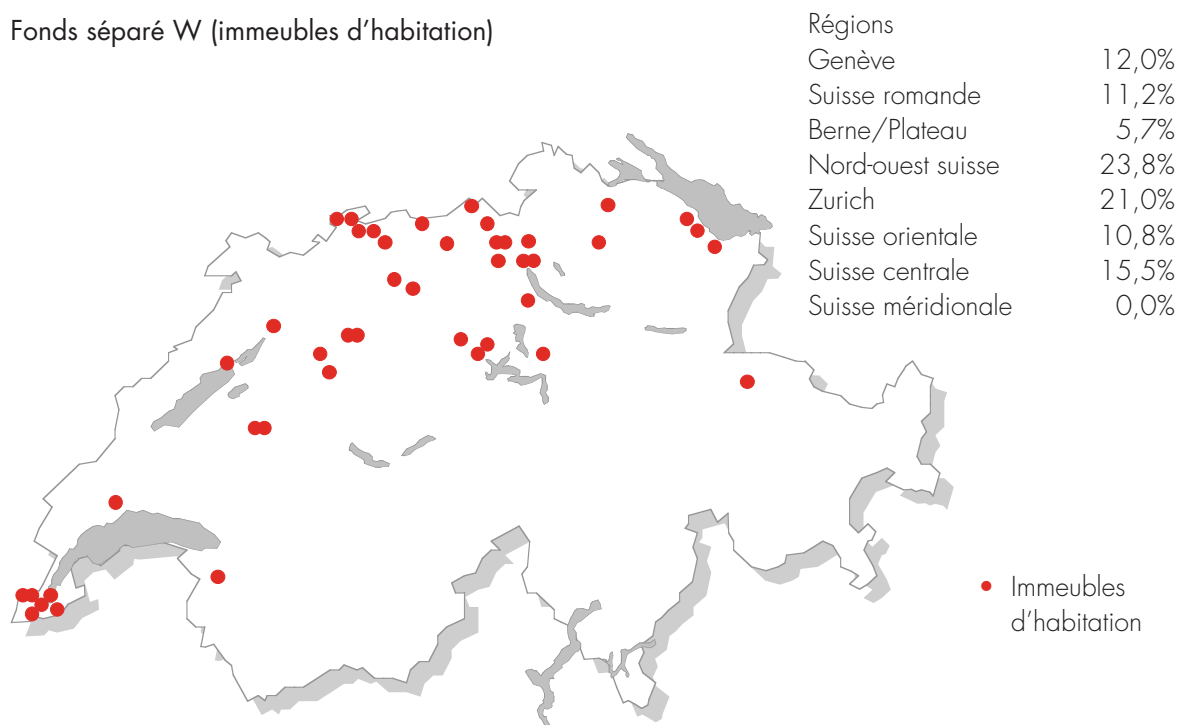 Fonds séparé W (immeubles d’habitation)
Régions
Genève 12,0%
Suisse romande 11,2%
Berne/Plateau 5,7%
Nord-ouest suisse 23,8%
Zurich 21,0%
Suisse orientale 10,8%
Suisse centrale 15,5%
Suisse méridionale 0,0%
Immeubles
d’habitation